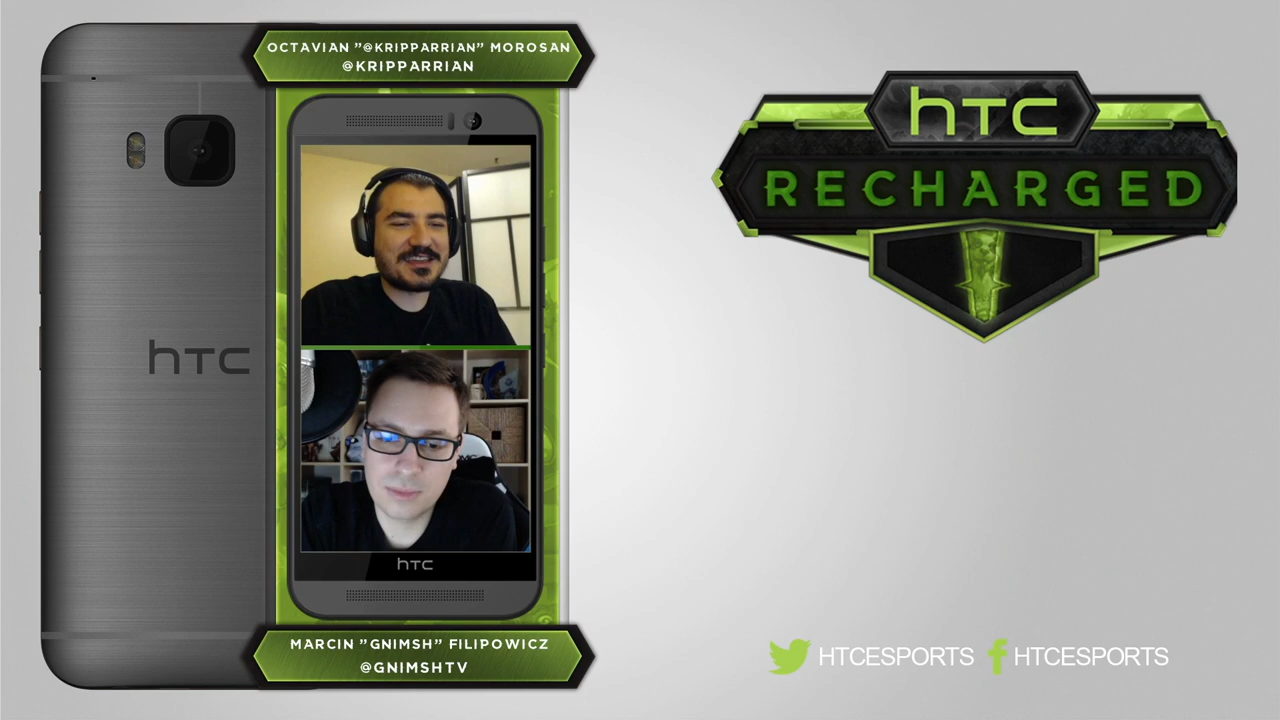 OCTAVIAN "@KRIPPARRIAN" MOROSAN
@KRIPPARRIAN
hTC
RECHARGED
hTC
hTC
MARCIN "GNIMSH" FILIPOWICZ
@GNIMSHTV
HTCESPORTS
HTCESPORTS